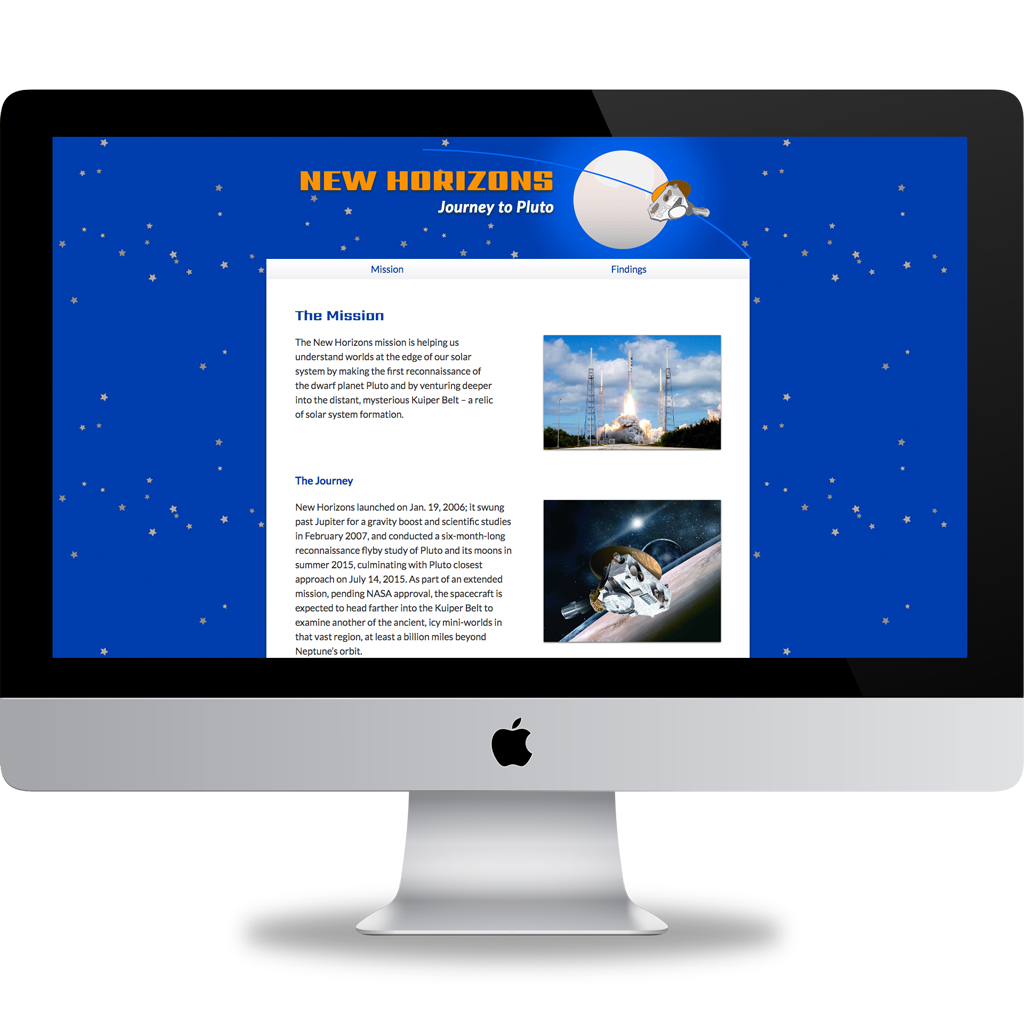 NEW HORIZONS
Journey to Pluto
Mission
Findings
The Mission
The New Horizons mission is helping us
understand worlds at the edge of our solar
system by making the first reconnaissance of
the dwarf planet Pluto and by venturing deeper
into the distant, mysterious Kuiper Belt – a relic
of solar system formation.
The Journey
New Horizons launched on Jan. 19, 2006; it swung
past Jupiter for a gravity boost and scientific studies
in February 2007, and conducted a six-month-long
reconnaissance flyby study of Pluto and its moons in
summer 2015, culminating with Pluto closest
approach on July 14, 2015. As part of an extended
mission, pending NASA approval, the spacecraft is
expected to head farther into the Kuiper Belt to
examine another of the ancient, icy mini-worlds in
that vast region, at least a billion miles beyond
Neptune's orbit.